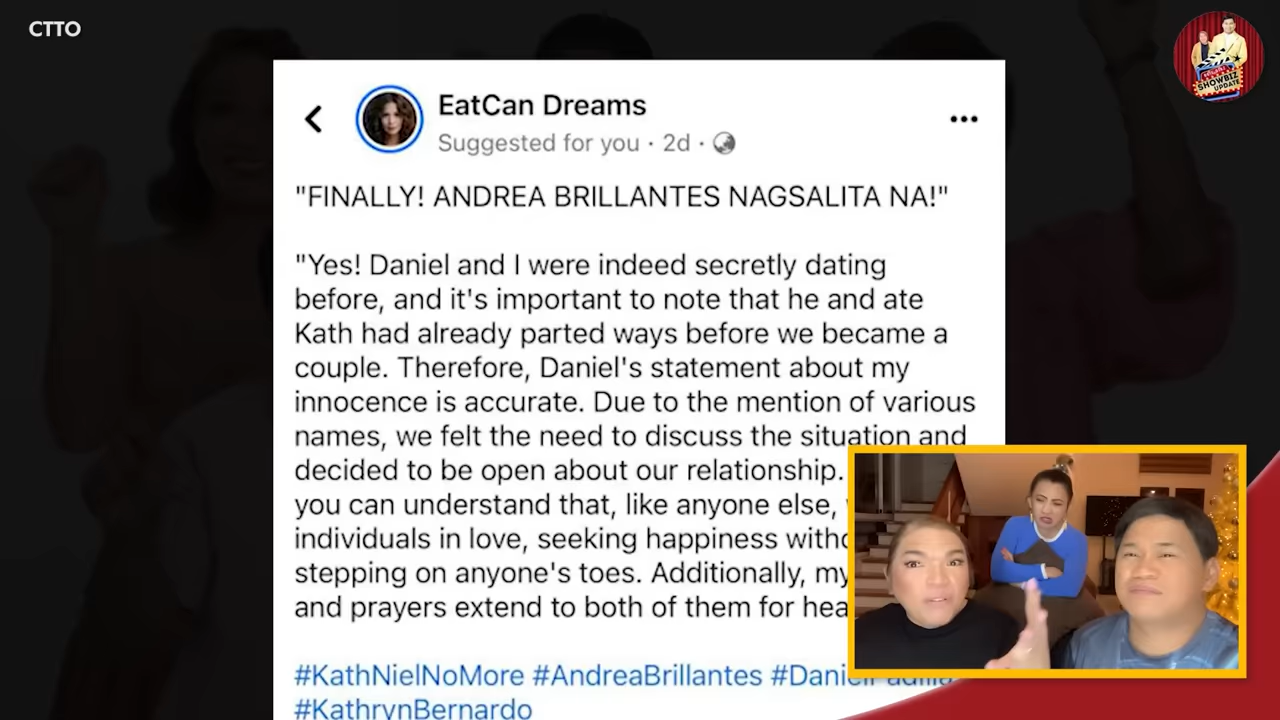 CTTO
SHOWBIZ
UPDATE
EatCan Dreams
Suggested for you · 2d ·
"FINALLY! ANDREA BRILLANTES NAGSALITA NA!"
"Yes! Daniel and I were indeed secretly dating
before, and it's important to note that he and ate
Kath had already parted ways before we became a
couple. Therefore, Daniel's statement about my
innocence is accurate. Due to the mention of various
names, we felt the need to discuss the situation and
decided to be open about our relationship.
you can understand that, like anyone else,
individuals in love, seeking happiness
stepping on anyone's toes. Additionally, my
and prayers extend to both of them for
#KathNielNoMore #AndreaBrillantes
#KathrynBernardo